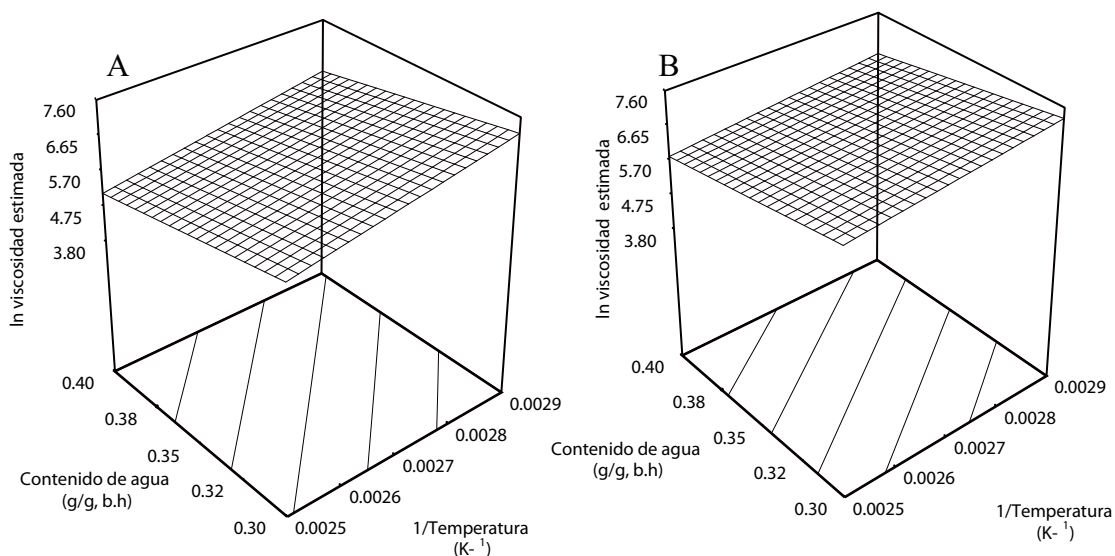 A
7.60
6.65
5.70
4.75
3.80
ln viscosidad estimada
0.40
0.38
0.35
0.32
0.30
Contenido de agua
(g/g, b.h)
0.0025
0.0026
0.0027
0.0028
0.0029
1/Temperatura
(K- 1)
B
7.60
6.65
5.70
4.75
3.80
ln viscosidad estimada
0.40
0.38
0.35
0.32
0.30
Contenido de agua
(g/g, b.h)
0.0025
0.0026
0.0027
0.0028
0.0029
1/Temperatura
(K- 1)